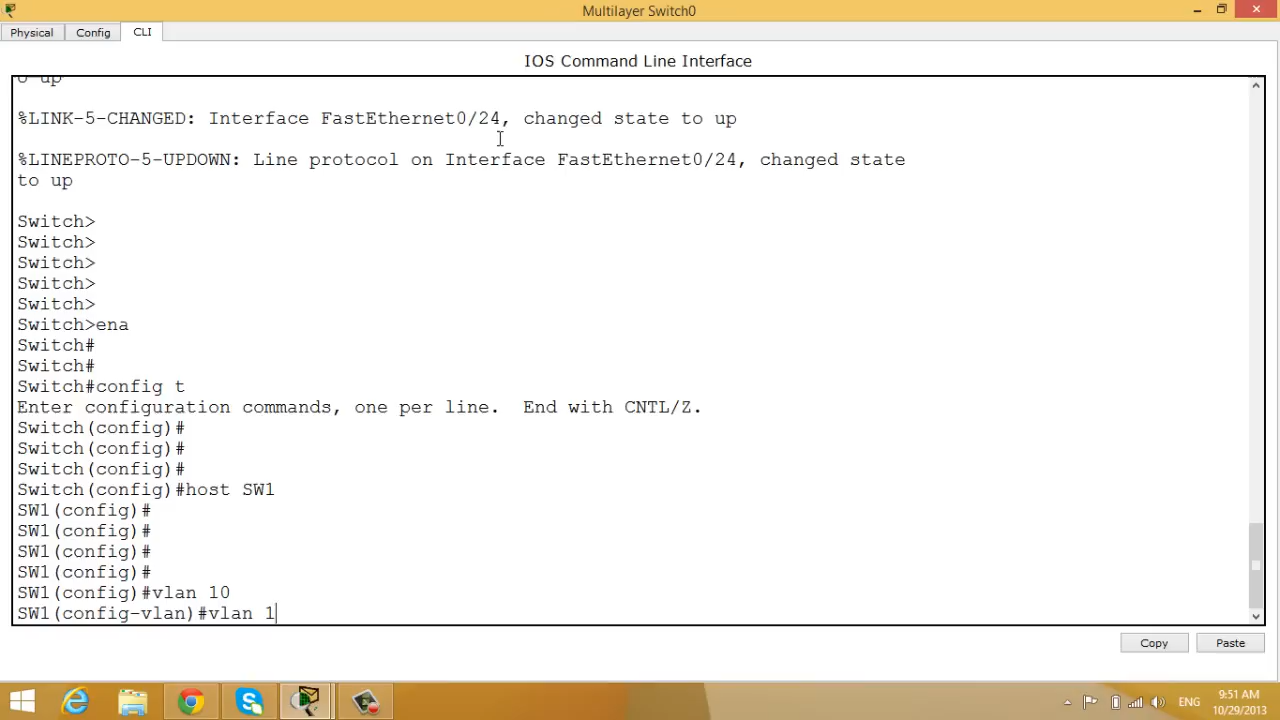 Multilayer Switch0
Physical
Config
CLI
IOS Command Line Interface
o up
%LINK-5-CHANGED: Interface FastEthernet0/24, changed state to up
%LINEPROTO-5-UPDOWN: Line protocol on Interface FastEthernet0/24, changed state
to up
Switch>
Switch>
Switch>
Switch>
Switch>
Switch>ena
Switch#
Switch#
Switch#config t
Enter configuration commands, one per line.  End with CNTL/Z.
Switch(config)#
Switch(config)#
Switch(config)#
Switch(config)#host SW1
SW1(config)#
SW1(config)#
SW1(config)#
SW1(config)#
SW1(config)#vlan 10
SW1(config-vlan)#vlan 1
Copy
Paste
ENG
9:51 AM
10/29/2013